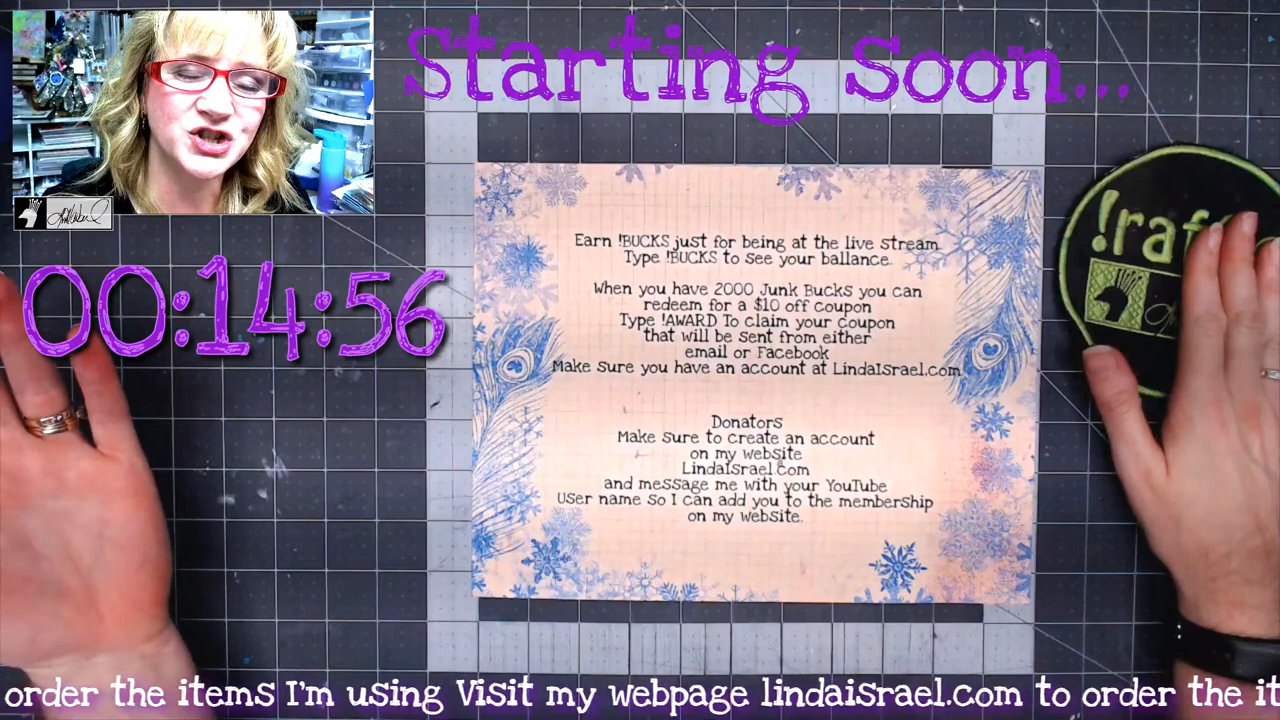 Starting Soon...
00:14:56
Earn !BUCKS just for being at the live stream
Type !BUCKS to see your ballance.
When you have 2000 Junk Bucks you can
redeem for a $10 off coupon
Type !AWARD To claim your coupon
that will be sent from either
email or Facebook
Make sure you have an account at LindaIsrael.com
Donators
Make sure to create an account
on my website
LindaIsrael.com
and message me with your YouTube
User name so I can add you to the membership
on my website.
!raf
order the items I'm using Visit my webpage lindaisrael.com to order the it